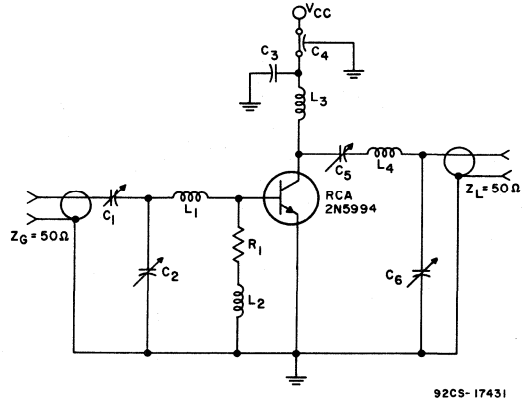 VCC
C3
C4
L3
C5
L4
RCA
2N5994
ZL = 50Ω
C1
L1
ZG = 50Ω
C2
R1
L2
C6
92CS-17431